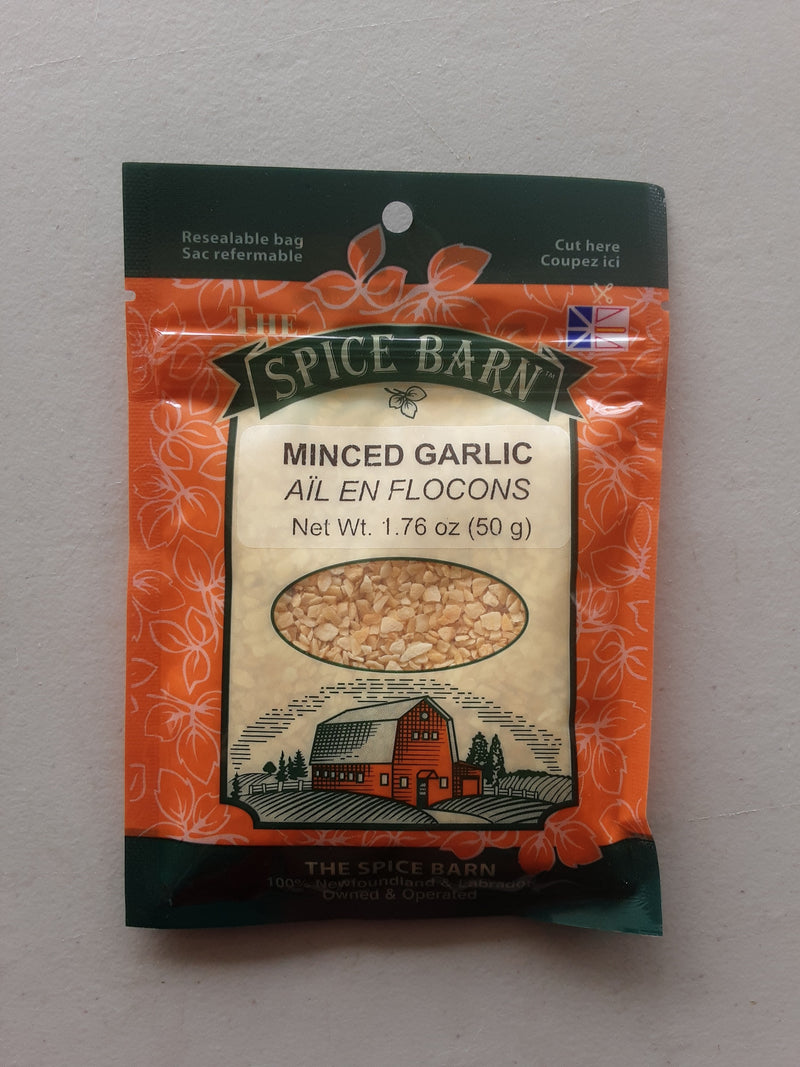 Resealable bag
Sac refermable
Cut here
Coupez ici
THE
SPICE BARN™
MINCED GARLIC
AÏL EN FLOCONS
Net Wt. 1.76 oz (50 g)
THE SPICE BARN
100% Newfoundland & Labrador
Owned & Operated